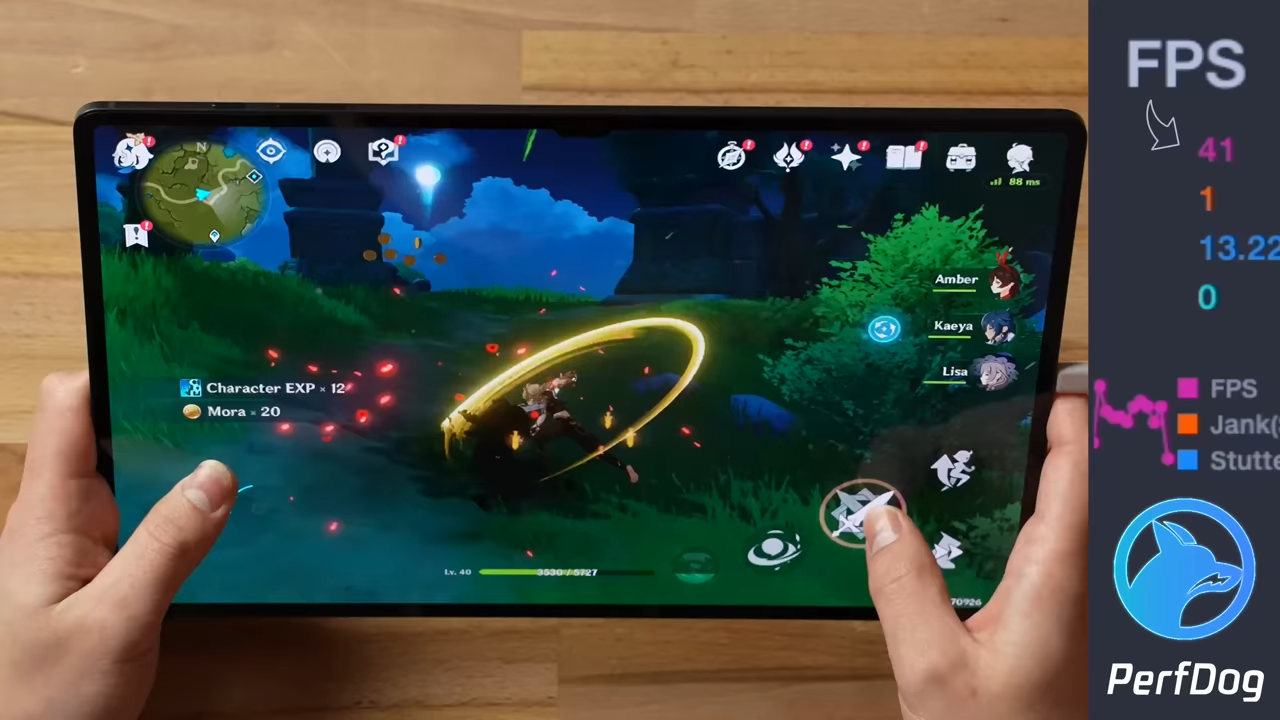 FPS
41
1
13.22
0
N
88 ms
Amber
Kaeya
Lisa
Character EXP × 12
Mora × 20
Lv. 40
3530 / 5727
70926
FPS
Jank(
Stutte
PerfDog